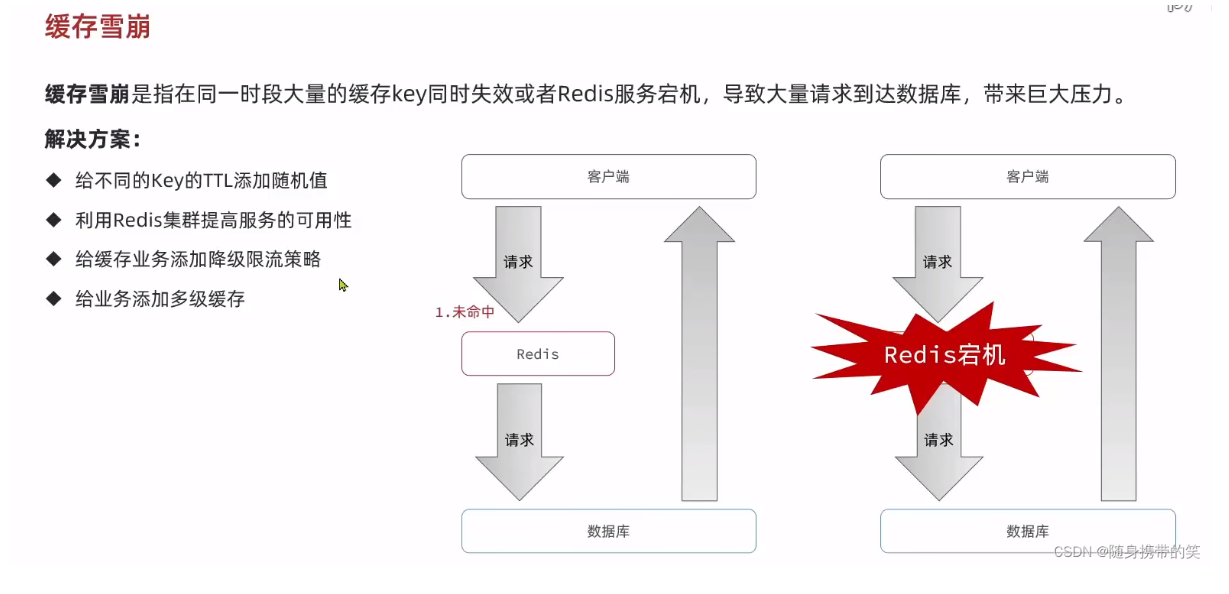 缓存雪崩
缓存雪崩是指在同一时段大量的缓存key同时失效或者Redis服务宕机，导致大量请求到达数据库，带来巨大压力。
解决方案：
◆ 给不同的Key的TTL添加随机值
◆ 利用Redis集群提高服务的可用性
◆ 给缓存业务添加降级限流策略
◆ 给业务添加多级缓存
客户端
请求
1.未命中
Redis
请求
数据库
客户端
请求
Redis宕机
请求
数据库
CSDN @随身携带的笑